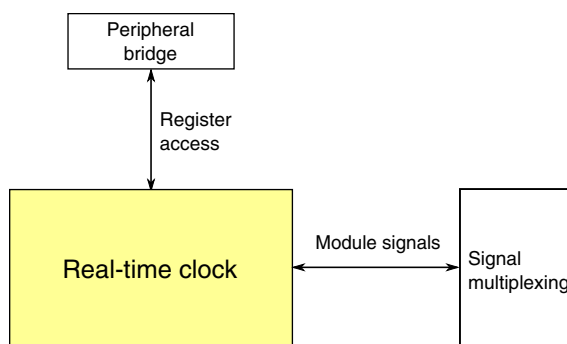 Peripheral
bridge
Register
access
Real-time clock
Module signals
Signal
multiplexing